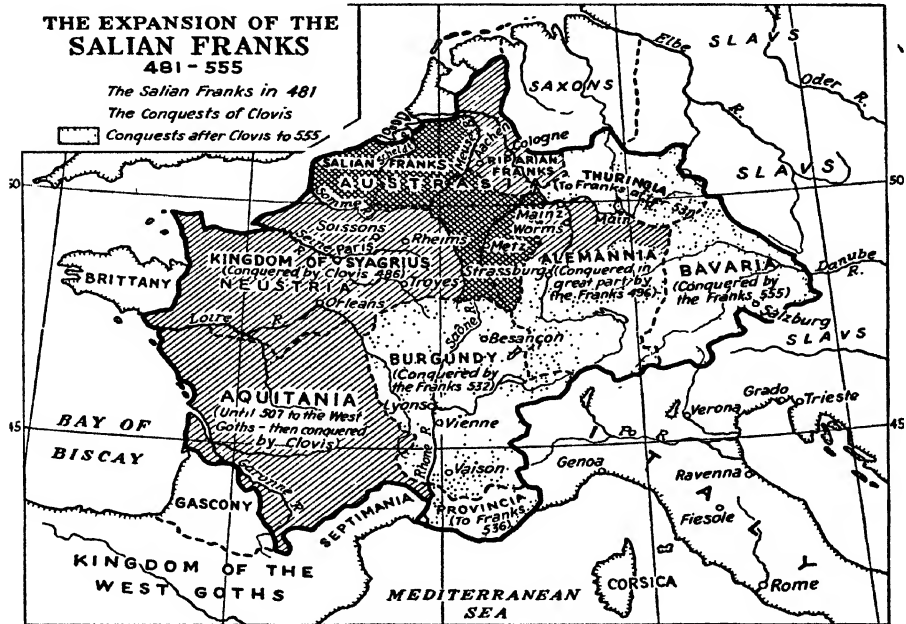 THE EXPANSION OF THE
SALIAN FRANKS
481-555
The Salian Franks in 481
The Conquests of Clovis
Conquests after Clovis to 555
SLAVS
Elbe
R.
Oder R.
SAXONS
SLAVS
50
50
Cologne
SALIAN FRANKS
RIPARIAN
FRANKS
AUSTRASIA
THURINGIA
(To Franks after
531)
Main
Somme
Soissons
Rheims
Mainz
Worms
Metz
Seine
Paris
KINGDOM OF SYAGRIUS
(Conquered by Clovis 486)
NEUSTRIA
Troyes
Strassburg
ALEMANNIA
(Conquered in
great part by
the Franks 496)
BAVARIA
(Conquered by
the Franks 555)
Danube
R.
Salzburg
SLAVS
BRITTANY
Orleans
Loire R.
Saône R.
Besançon
BURGUNDY
(Conquered by
the Franks 532)
AQUITANIA
(Until 507 to the West
Goths-then conquered
by Clovis)
Lyons
Vienne
Rhone R.
Vaison
PROVINCIA
(To Franks
536)
45
45
BAY OF
BISCAY
Garonne R.
GASCONY
SEPTIMANIA
KINGDOM OF THE
WEST GOTHS
Verona
Grado
Trieste
Po R.
Genoa
Ravenna
Fiesole
ITALY
Rome
CORSICA
MEDITERRANEAN
SEA